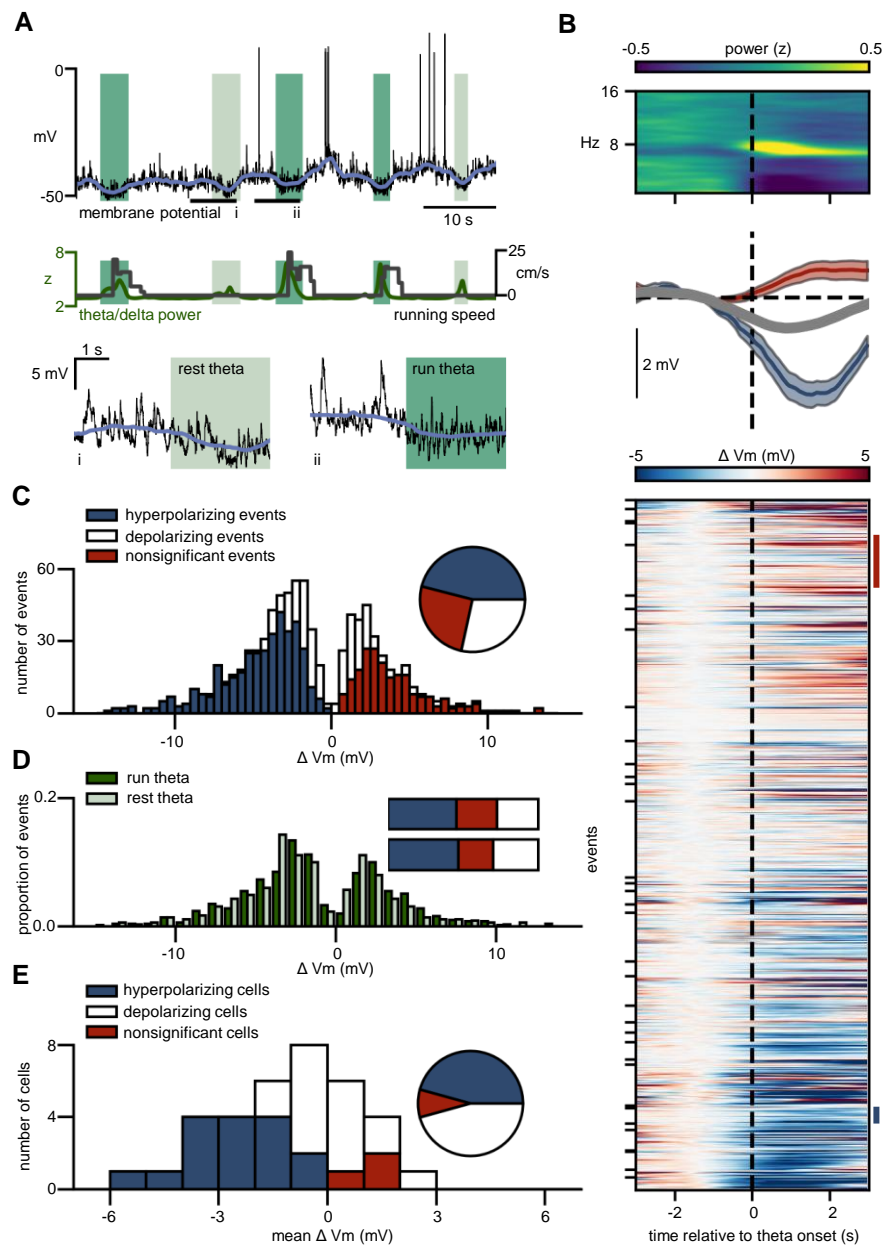 A
0
mV
-50
membrane potential
i
ii
10 s
8
z
2
25
cm/s
0
theta/delta power
running speed
1 s
5 mV
rest theta
i
run theta
ii
B
power (z)
-0.5
0.5
16
Hz
8
2 mV
Δ Vm (mV)
-5
5
events
-2
0
2
time relative to theta onset (s)
C
hyperpolarizing events
depolarizing events
nonsignificant events
number of events
60
30
0
-10
0
10
Δ Vm (mV)
D
run theta
rest theta
proportion of events
0.2
0.0
-10
0
10
Δ Vm (mV)
E
hyperpolarizing cells
depolarizing cells
nonsignificant cells
number of cells
8
4
0
-6
-3
0
3
6
mean Δ Vm (mV)